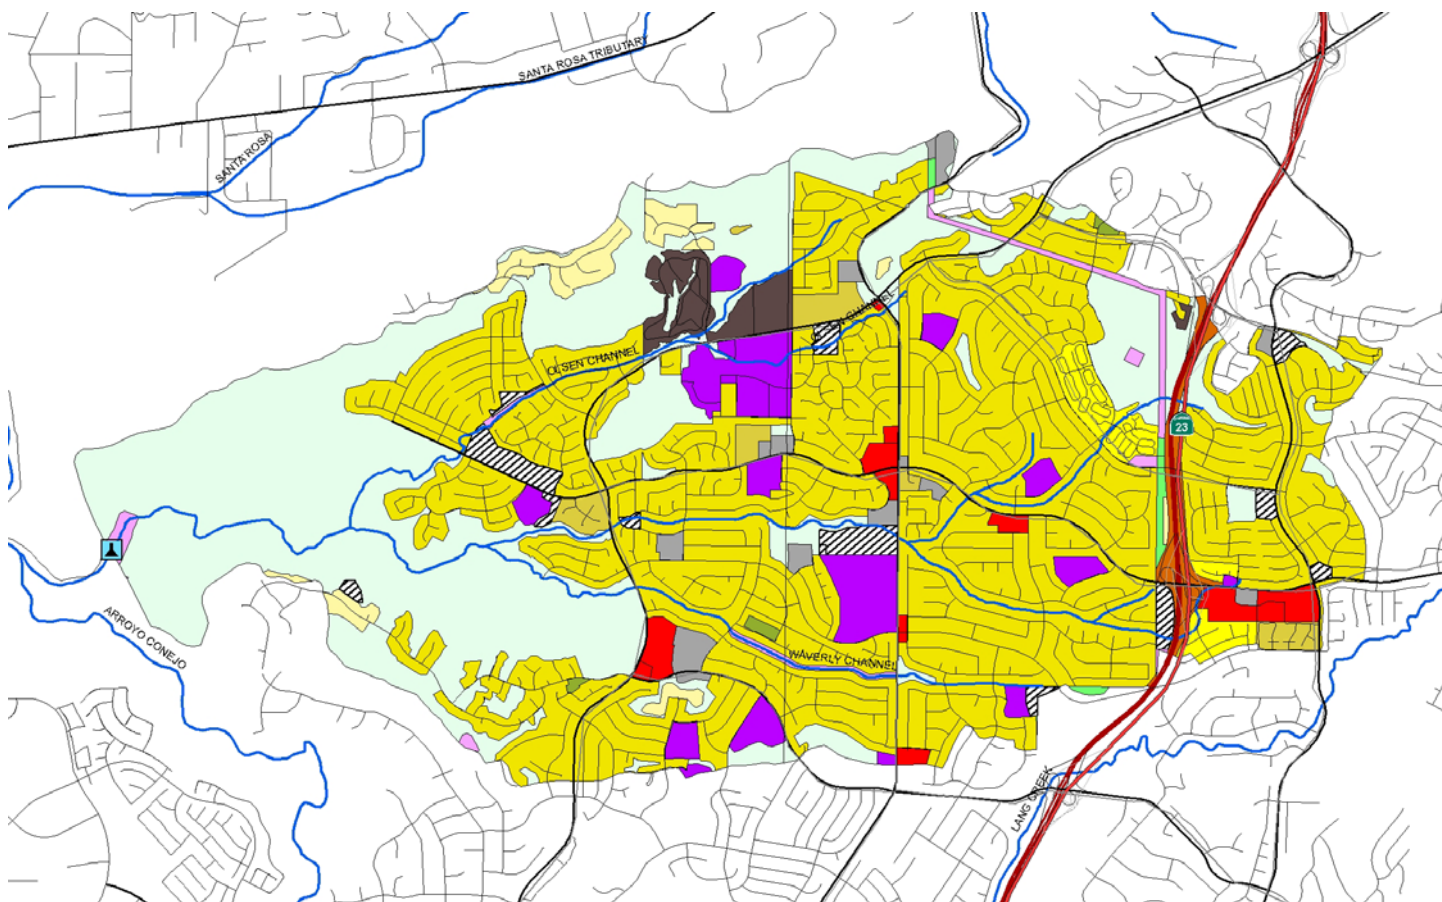 SANTA ROSA TRIBUTARY
SANTA ROSA
CHANNEL
OLSEN CHANNEL
23
ARROYO CONEJO
WAVERLY CHANNEL
LANG CREEK